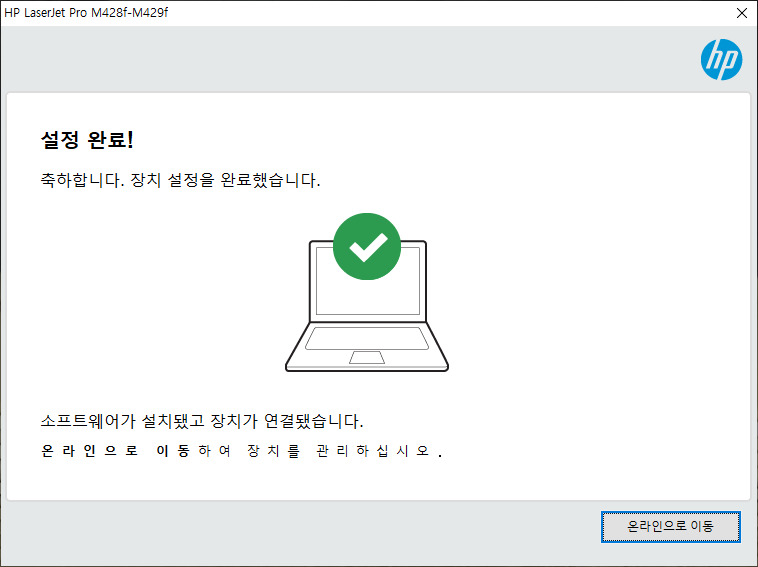 HP LaserJet Pro M428f-M429f
hp
설정 완료!
축하합니다. 장치 설정을 완료했습니다.
소프트웨어가 설치됐고 장치가 연결됐습니다.
온라인으로 이동하여 장치를 관리하십시오.
온라인으로 이동